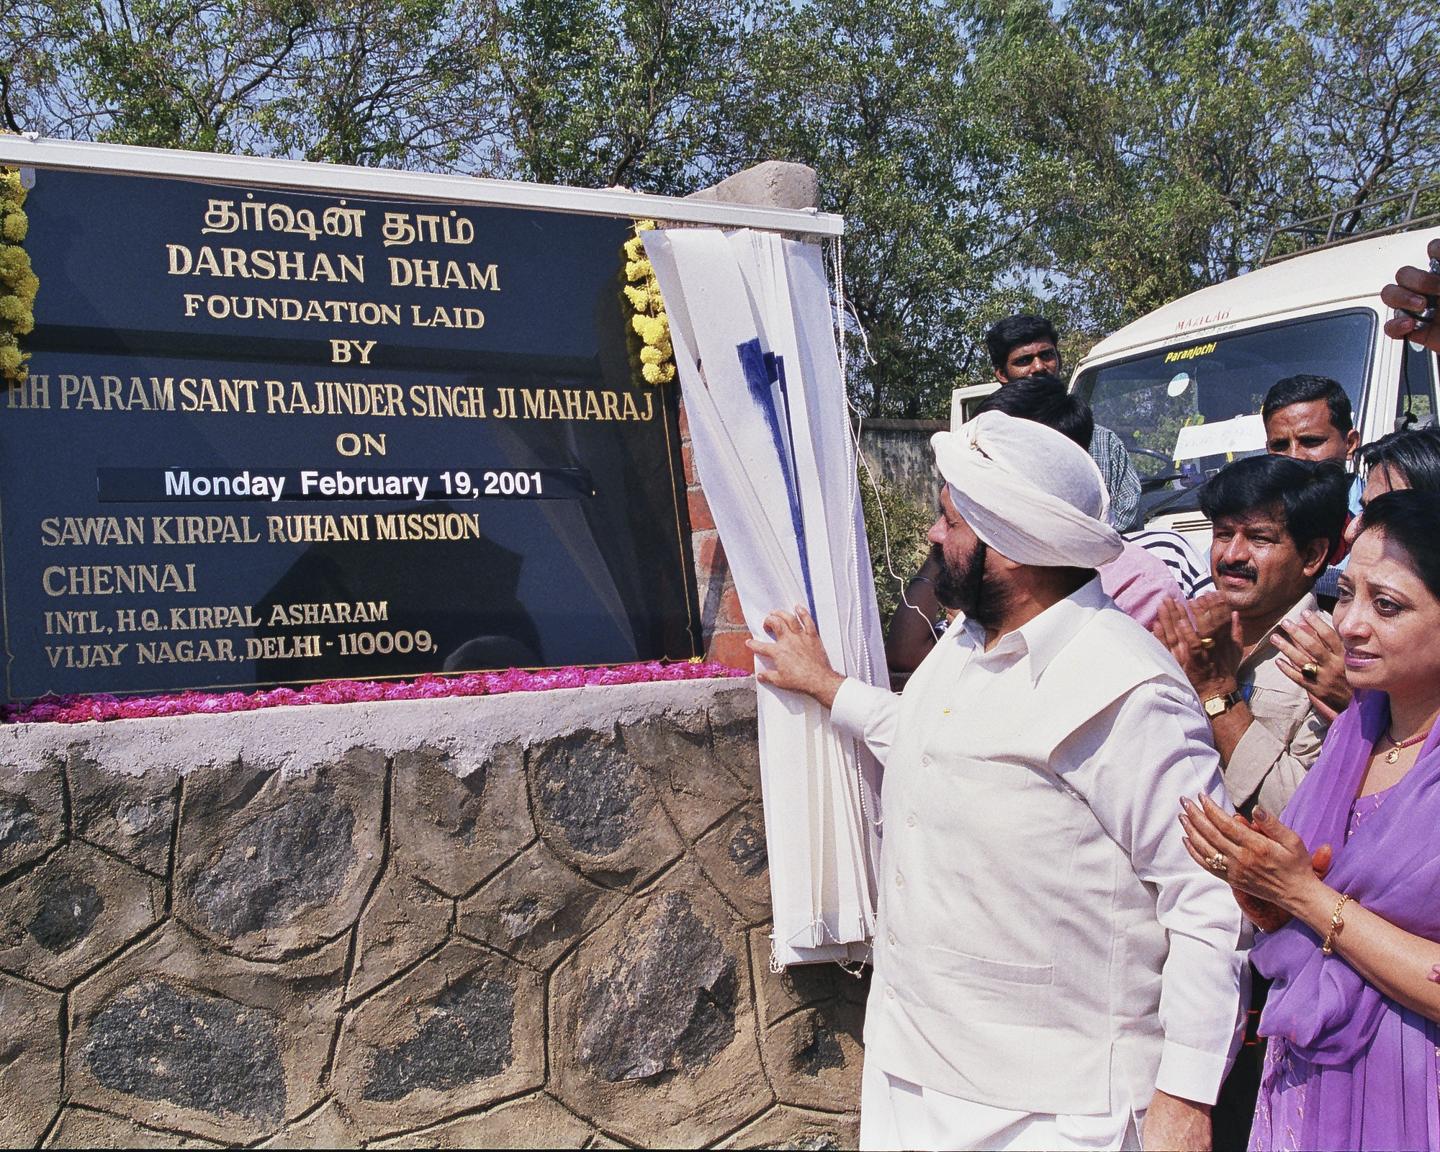 தர்ஷன் தாம்
DARSHAN DHAM
FOUNDATION LAID
BY
HH PARAM SANT RAJINDER SINGH JI MAHARAJ
ON
Monday February 19, 2001
SAWAN KIRPAL RUHANI MISSION
CHENNAI
INTL, H.Q. KIRPAL ASHARAM
VIJAY NAGAR, DELHI - 110009,
Paranjothi